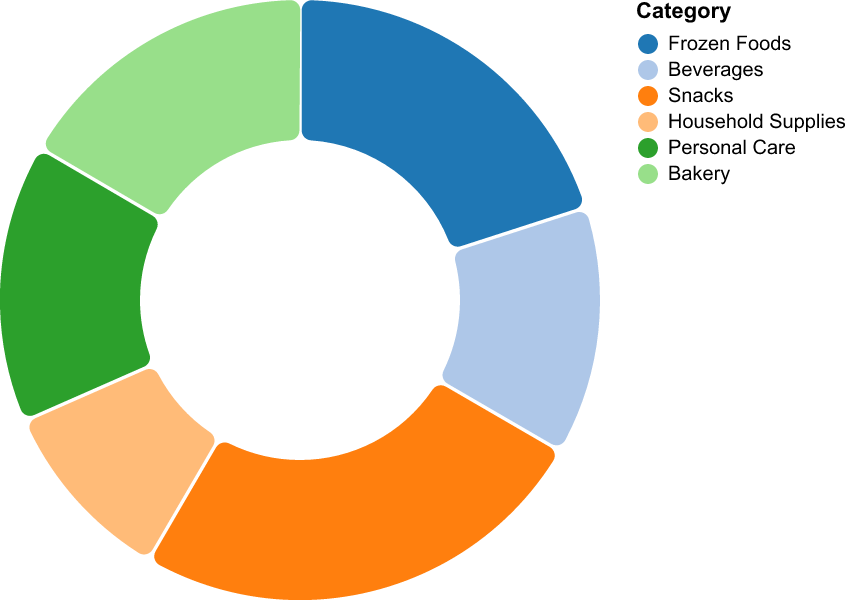 Category
Frozen Foods
Beverages
Snacks
Household Supplies
Personal Care
Bakery